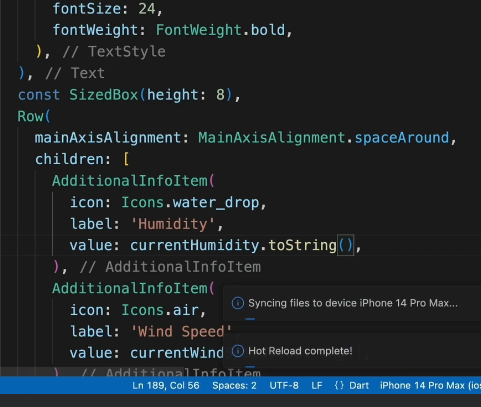 fontSize: 24,
fontWeight: FontWeight.bold,
), // TextStyle
), // Text
const SizedBox(height: 8),
Row(
mainAxisAlignment: MainAxisAlignment.spaceAround,
children: [
AdditionalInfoItem(
icon: Icons.water_drop,
label: 'Humidity',
value: currentHumidity.toString(),
), // AdditionalInfoItem
AdditionalInfoItem(
icon: Icons.air,
label: 'Wind Speed'
value: currentWind
), // AdditionalInfoItem
Syncing files to device iPhone 14 Pro Max...
Hot Reload complete!
Ln 189, Col 56 Spaces: 2 UTF-8 LF {} Dart iPhone 14 Pro Max (ios